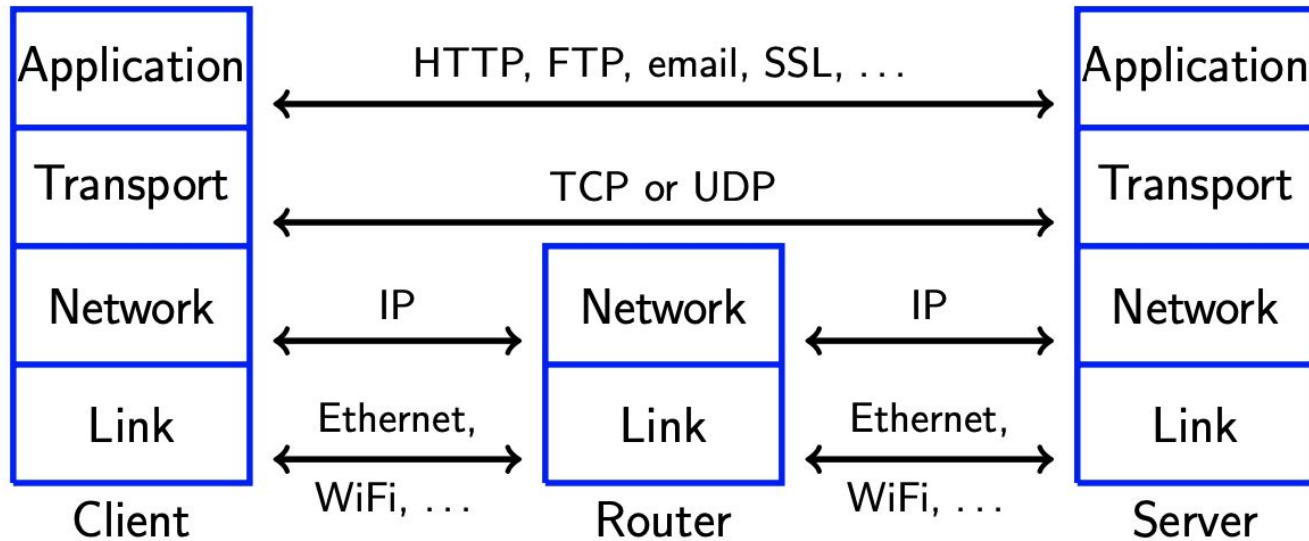 Application
HTTP, FTP, email, SSL, ...
Application
Transport
TCP or UDP
Transport
Network
IP
Network
IP
Network
Link
Ethernet,
WiFi, ...
Link
Ethernet,
WiFi, ...
Link
Client
Router
Server